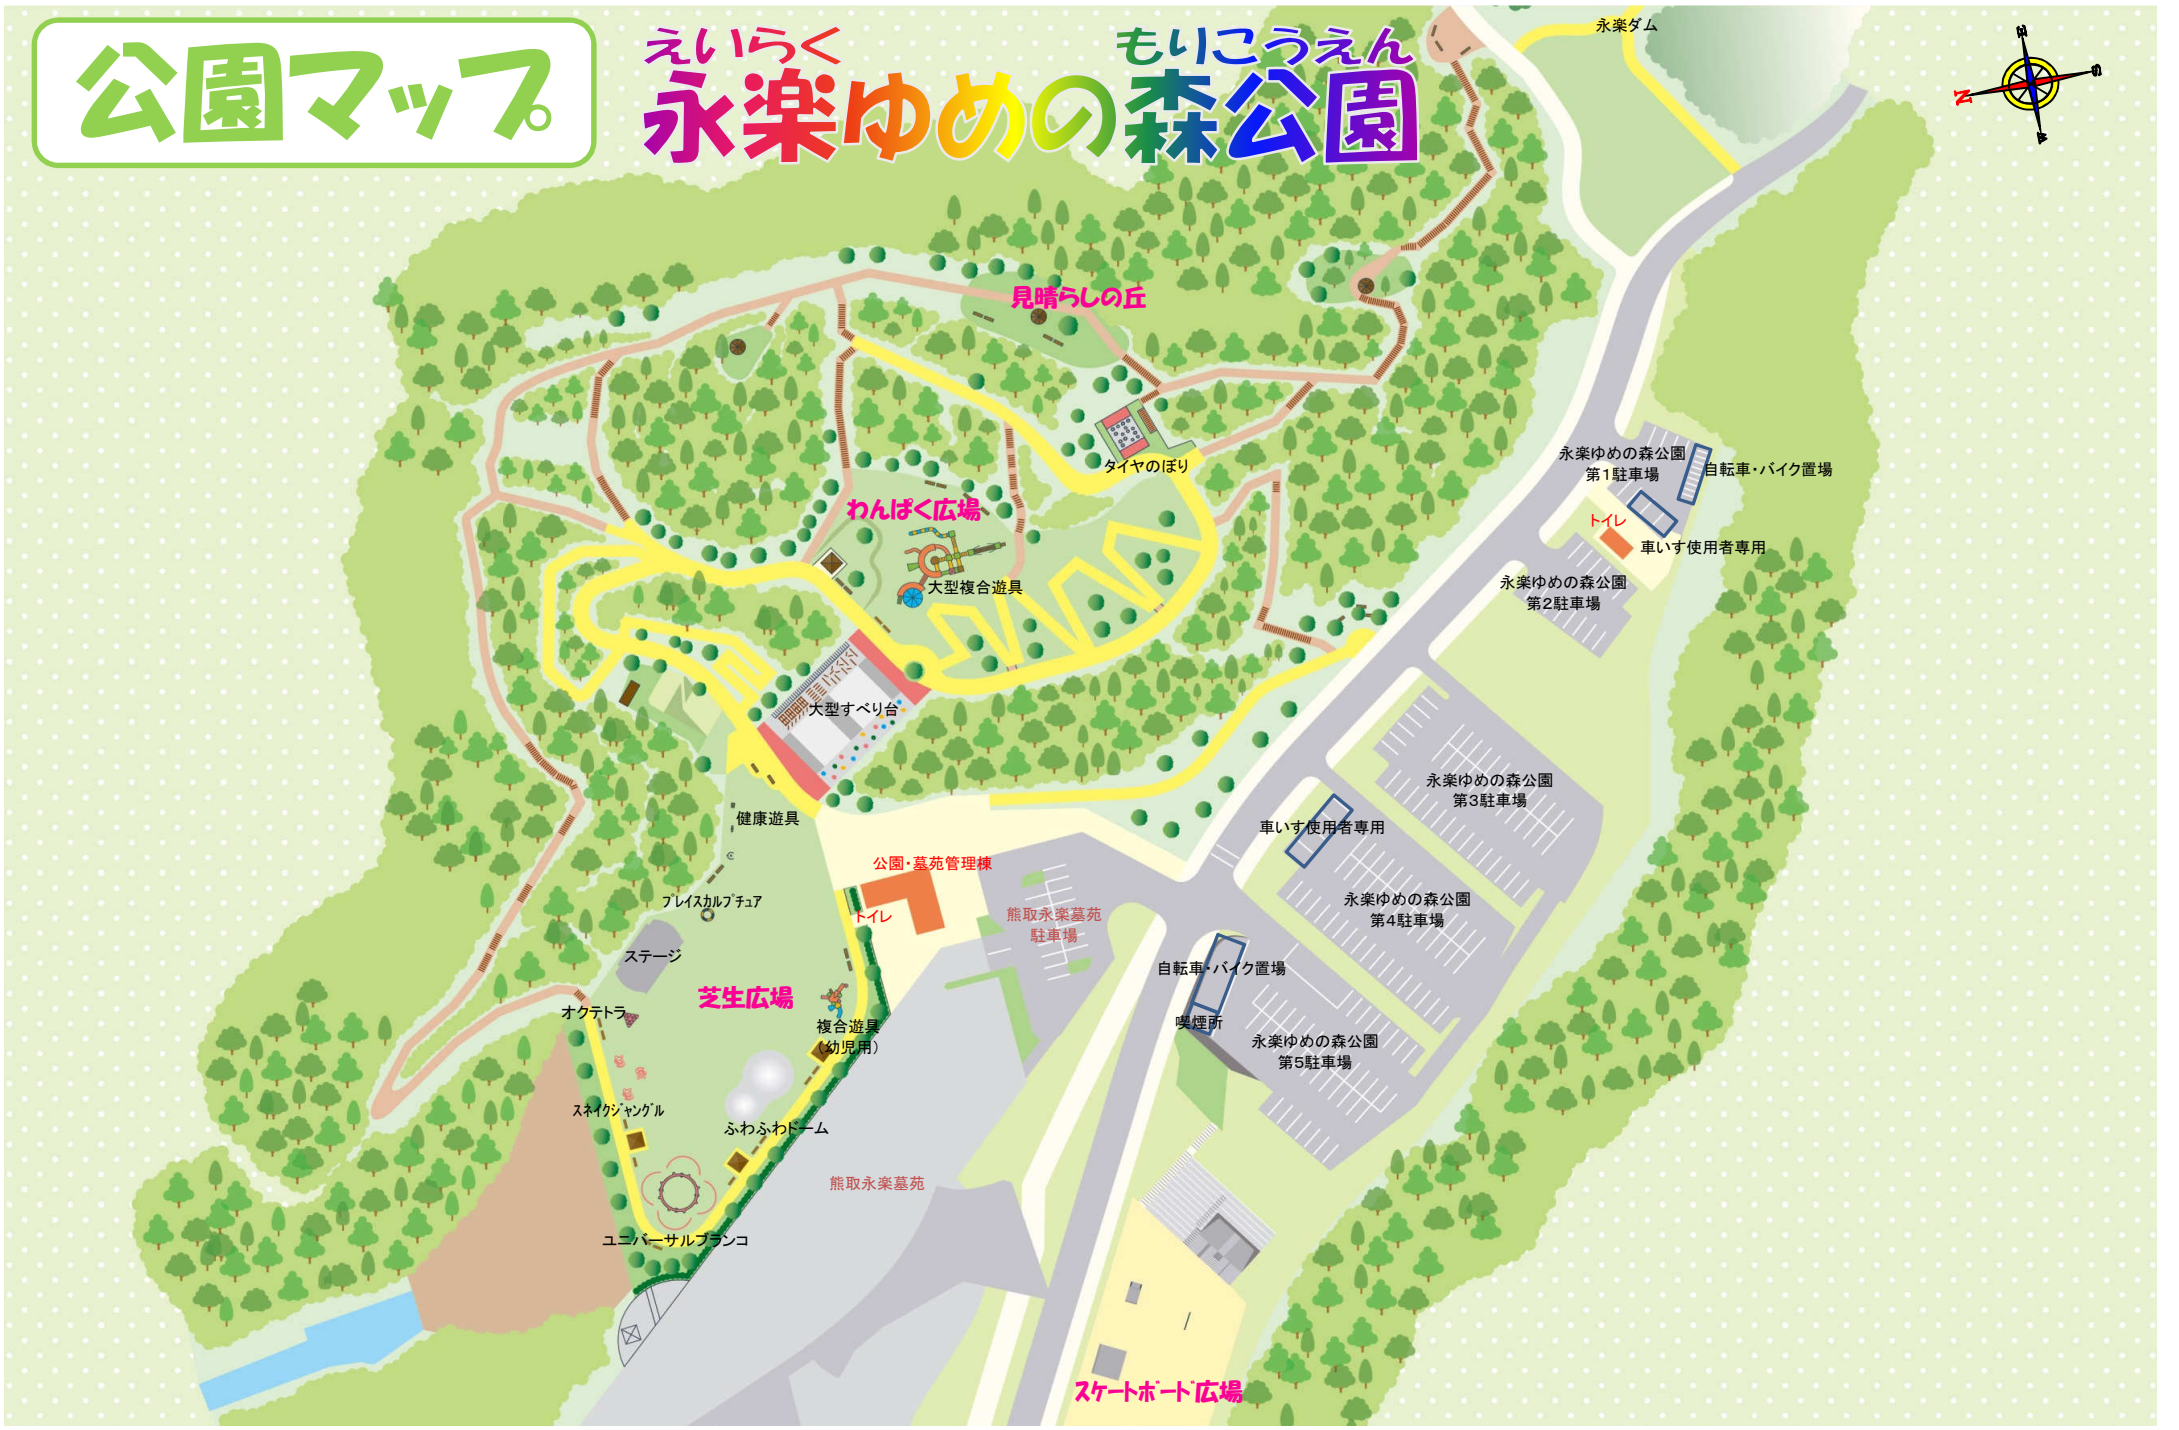 公園マップ
えいらく もりこうえん
永楽ゆめの森公園
永楽ダム
E
S
N
W
見晴らしの丘
タイヤのぼり
永楽ゆめの森公園
第1駐車場
自転車・バイク置場
わんぱく広場
トイレ
車いす使用者専用
大型複合遊具
永楽ゆめの森公園
第2駐車場
大型すべり台
永楽ゆめの森公園
第3駐車場
健康遊具
車いす使用者専用
公園・墓苑管理棟
プレイスカルプチュア
トイレ
熊取永楽墓苑
駐車場
永楽ゆめの森公園
第4駐車場
ステージ
自転車・バイク置場
芝生広場
オクテトラ
複合遊具
(幼児用)
喫煙所
永楽ゆめの森公園
第5駐車場
スネイクジャングル
ふわふわドーム
熊取永楽墓苑
ユニバーサルブランコ
スケートボード広場